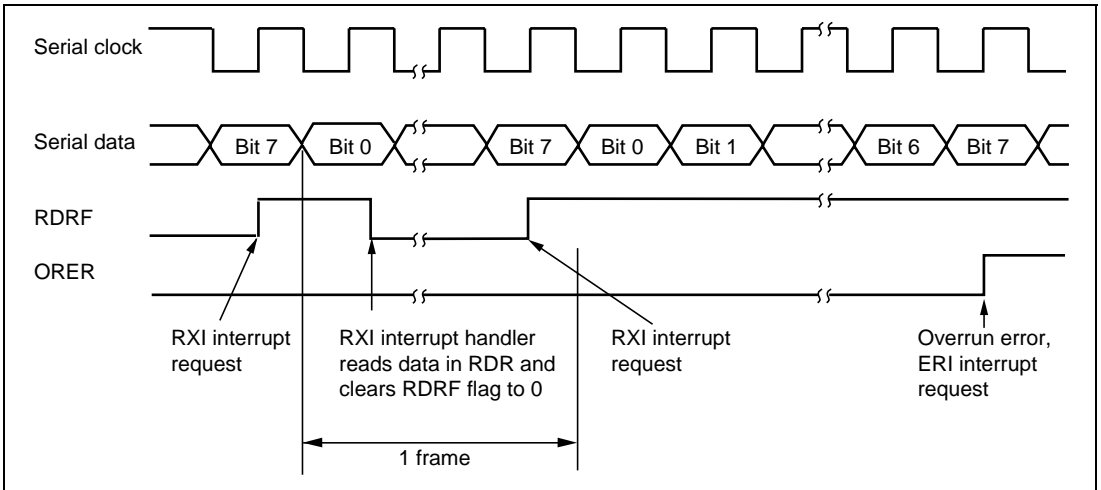 Serial clock
Serial data
Bit 7
Bit 0
Bit 7
Bit 0
Bit 1
Bit 6
Bit 7
RDRF
ORER
RXI interrupt
request
RXI interrupt handler
reads data in RDR and
clears RDRF flag to 0
RXI interrupt
request
Overrun error,
ERI interrupt
request
1 frame